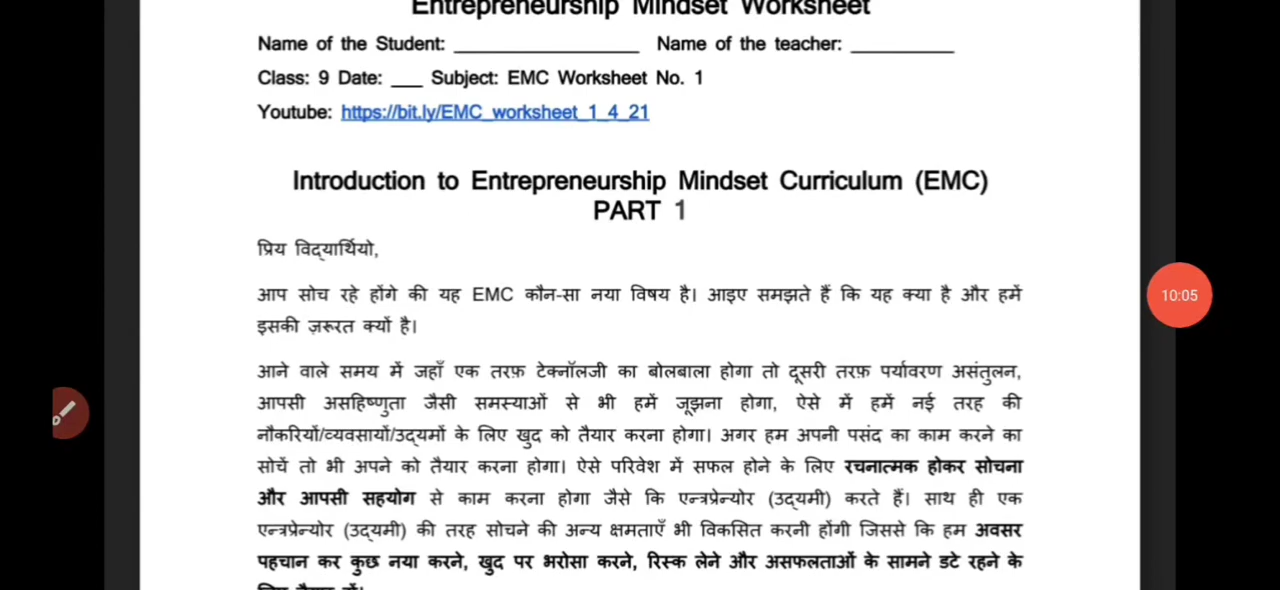 Entrepreneurship Mindset Worksheet
Name of the Student: ________________ Name of the teacher: _________
Class: 9 Date: ___ Subject: EMC Worksheet No. 1
Youtube: https://bit.ly/EMC_worksheet_1_4_21
Introduction to Entrepreneurship Mindset Curriculum (EMC)
PART 1
प्रिय विद्यार्थियो,
आप सोच रहे होंगे की यह EMC कौन-सा नया विषय है। आइए समझते हैं कि यह क्या है और हमें
इसकी ज़रूरत क्यों है।
आने वाले समय में जहाँ एक तरफ़ टेक्नॉलजी का बोलबाला होगा तो दूसरी तरफ़ पर्यावरण असंतुलन,
आपसी असहिष्णुता जैसी समस्याओं से भी हमें जूझना होगा, ऐसे में हमें नई तरह की
नौकरियों/व्यवसायों/उद्यमों के लिए खुद को तैयार करना होगा। अगर हम अपनी पसंद का काम करने का
सोचें तो भी अपने को तैयार करना होगा। ऐसे परिवेश में सफल होने के लिए रचनात्मक होकर सोचना
और आपसी सहयोग से काम करना होगा जैसे कि एन्त्रप्रेन्योर (उद्यमी) करते हैं। साथ ही एक
एन्त्रप्रेन्योर (उद्यमी) की तरह सोचने की अन्य क्षमताएँ भी विकसित करनी होंगी जिससे कि हम अवसर
पहचान कर कुछ नया करने, खुद पर भरोसा करने, रिस्क लेने और असफलताओं के सामने डटे रहने के
10:05